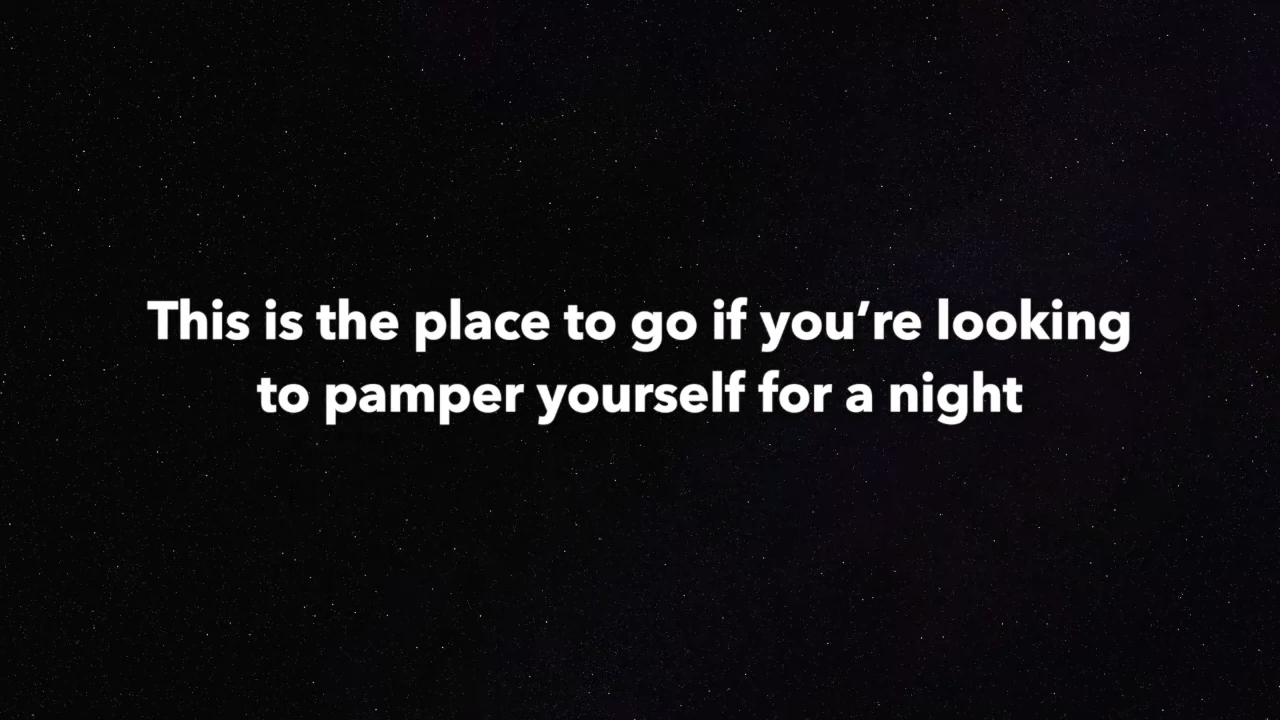 This is the place to go if you’re looking
to pamper yourself for a night